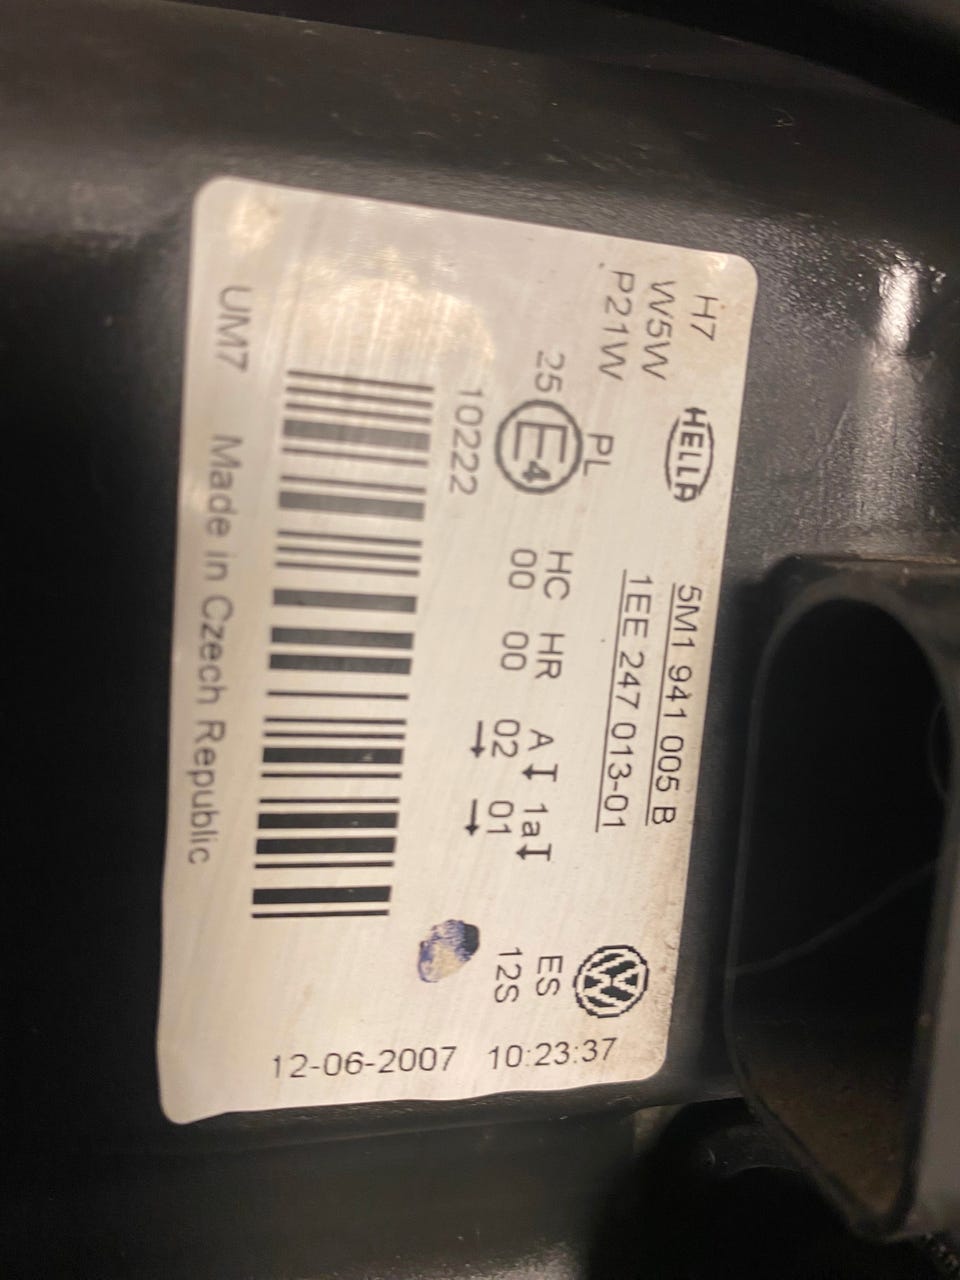 H7
W5W
P21W
HELLA
PL
25 E4
10222
5M1 941 005 B
1EE 247 013-01
HC HR A 1a
00 00 02 01
→ →
ES
12S
UM7 Made in Czech Republic
12-06-2007 10:23:37